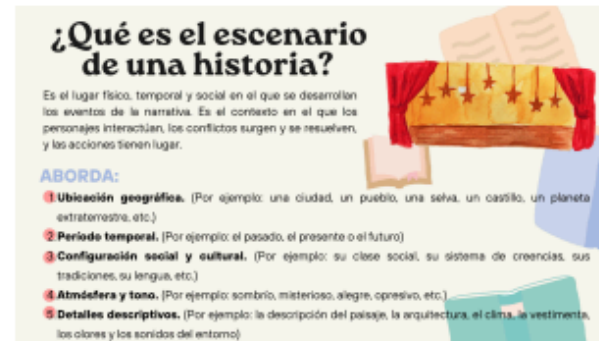 ¿Qué es el escenario
de una historia?
Es el lugar físico, temporal y social en el que se desarrollan
los eventos de la narrativa. Es el contexto en el que los
personajes interactúan, los conflictos surgen y se resuelven,
y las acciones tienen lugar.
ABORDA:
1 Ubicación geográfica. (Por ejemplo: una ciudad, un pueblo, una selva, un castillo, un planeta
extraterrestre, etc.)
2 Periodo temporal. (Por ejemplo: el pasado, el presente o el futuro)
3 Configuración social y cultural. (Por ejemplo: su clase social, su sistema de creencias, sus
tradiciones, su lengua, etc.)
4 Atmósfera y tono. (Por ejemplo: sombrío, misterioso, alegre, opresivo, etc.)
5 Detalles descriptivos. (Por ejemplo: la descripción del paisaje, la arquitectura, el clima, la vestimenta,
los olores y los sonidos del entorno)